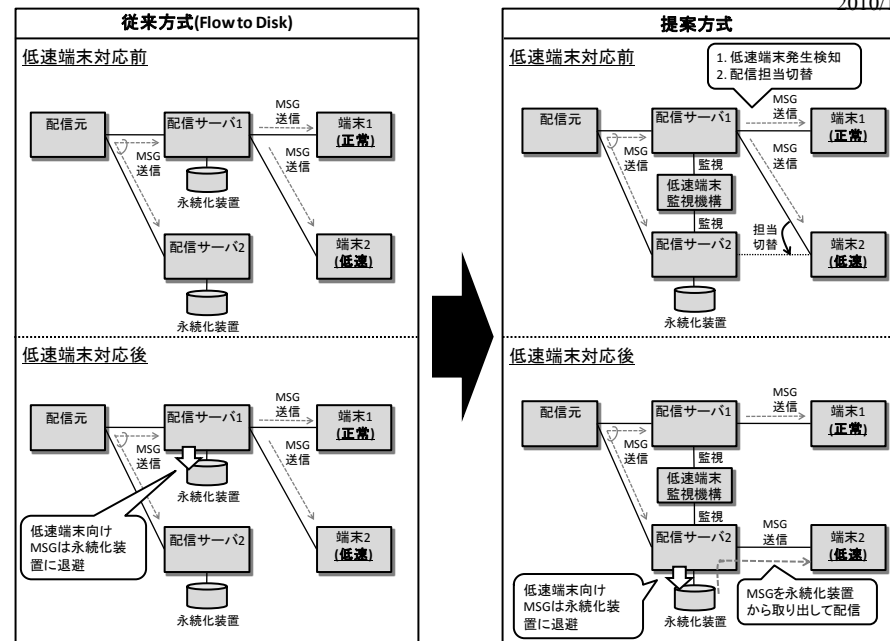 2010/1
従来方式(Flow to Disk)
低速端末対応前
配信元
配信サーバ1
MSG
送信
端末1
(正常)
MSG
送信
MSG
送信
永続化装置
配信サーバ2
端末2
(低速)
永続化装置
低速端末対応後
配信元
配信サーバ1
MSG
送信
端末1
(正常)
MSG
送信
MSG
送信
永続化装置
低速端末向け
MSGは永続化装
置に退避
配信サーバ2
端末2
(低速)
永続化装置
提案方式
低速端末対応前
1. 低速端末発生検知
2. 配信担当切替
配信元
配信サーバ1
MSG
送信
端末1
(正常)
MSG
送信
監視
MSG
送信
低速端末
監視機構
監視
担当
切替
配信サーバ2
端末2
(低速)
永続化装置
低速端末対応後
配信元
配信サーバ1
MSG
送信
端末1
(正常)
MSG
送信
監視
低速端末
監視機構
監視
配信サーバ2
MSG
送信
端末2
(低速)
低速端末向け
MSGは永続化装
置に退避
永続化装置
MSGを永続化装置
から取り出して配信